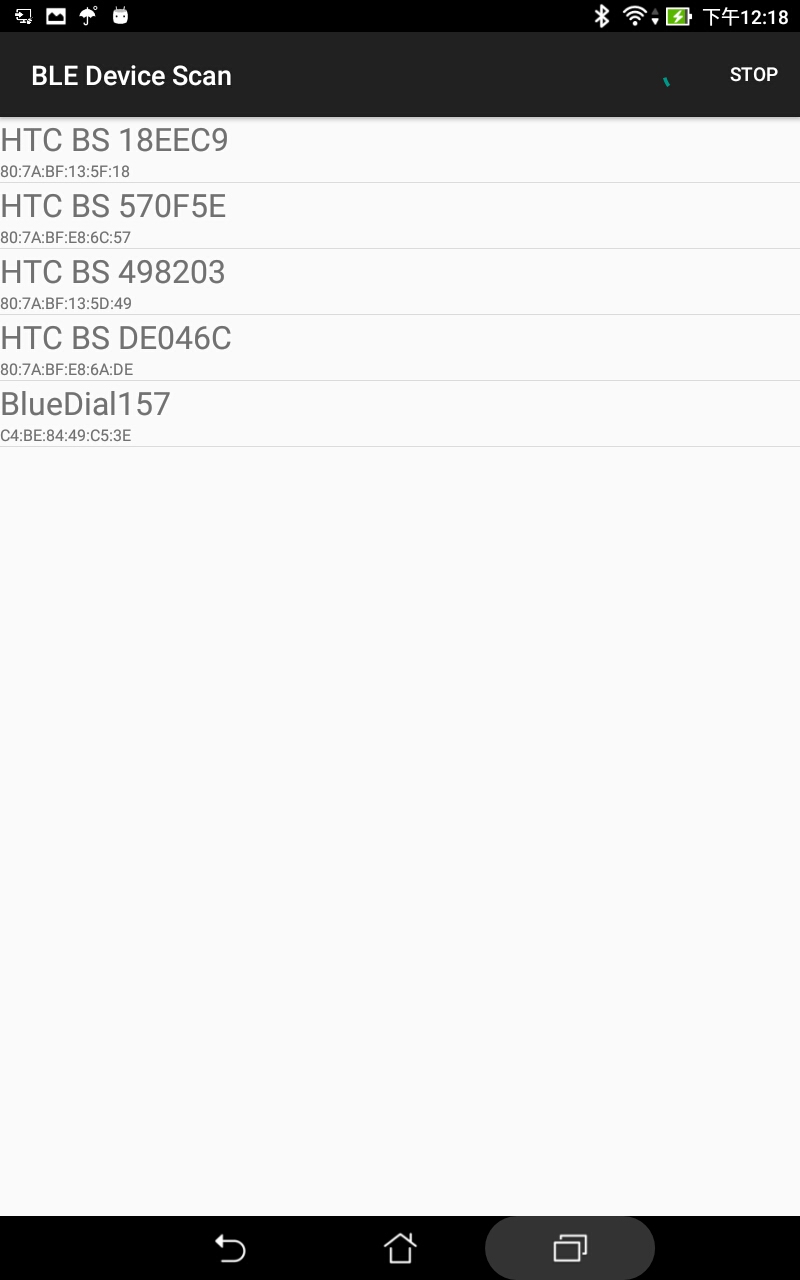 下午12:18
BLE Device Scan
STOP
HTC BS 18EEC9
80:7A:BF:13:5F:18
HTC BS 570F5E
80:7A:BF:E8:6C:57
HTC BS 498203
80:7A:BF:13:5D:49
HTC BS DE046C
80:7A:BF:E8:6A:DE
BlueDial157
C4:BE:84:49:C5:3E